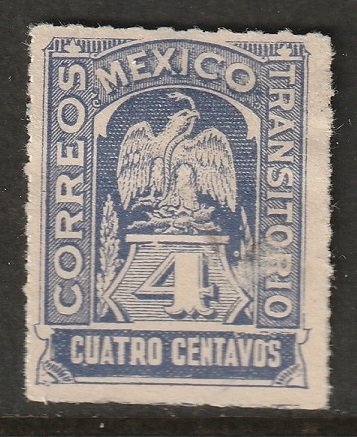 CORREOS
MEXICO
TRANSITORIO
4
CUATRO CENTAVOS